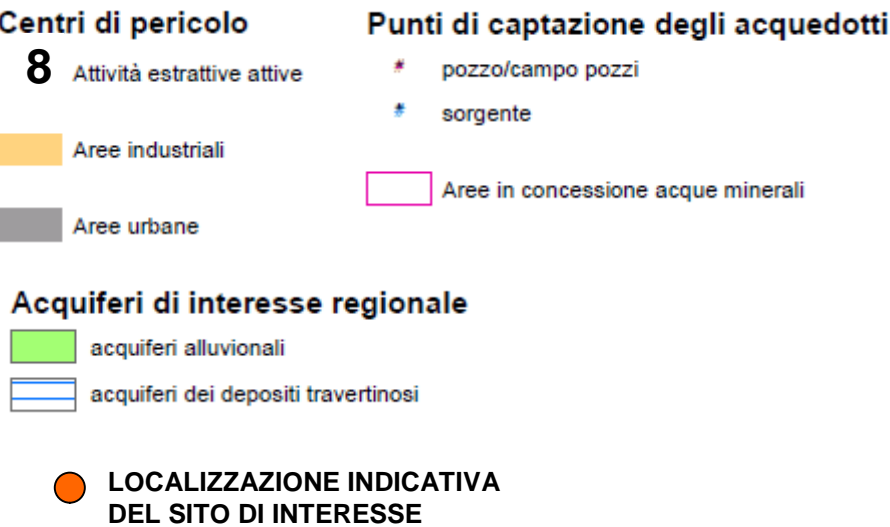 Centri di pericolo
8 Attività estrattive attive
Aree industriali
Aree urbane
Punti di captazione degli acquedotti
# pozzo/campo pozzi
# sorgente
Aree in concessione acque minerali
Acquiferi di interesse regionale
acquiferi alluvionali
acquiferi dei depositi travertinosi
LOCALIZZAZIONE INDICATIVA
DEL SITO DI INTERESSE